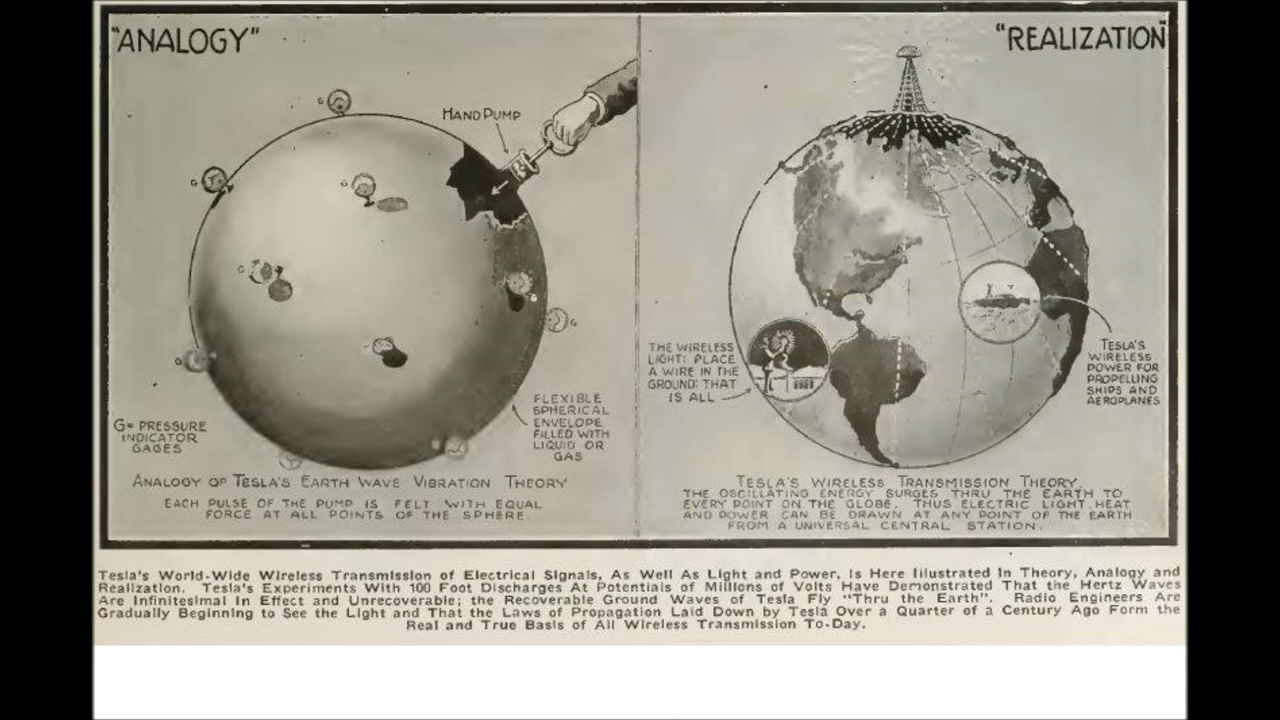 "ANALOGY"
HAND PUMP
G
G
G
G
G
G
G= PRESSURE
INDICATOR
GAGES
FLEXIBLE
SPHERICAL
ENVELOPE
FILLED WITH
LIQUID OR
GAS
ANALOGY OF TESLA'S EARTH WAVE VIBRATION THEORY
EACH PULSE OF THE PUMP IS FELT WITH EQUAL
FORCE AT ALL POINTS OF THE SPHERE.
"REALIZATION"
THE WIRELESS
LIGHT: PLACE
A WIRE IN THE
GROUND: THAT
IS ALL
TESLA'S
WIRELESS
POWER FOR
PROPELLING
SHIPS AND
AEROPLANES
TESLA'S WIRELESS TRANSMISSION THEORY.
THE OSCILLATING ENERGY SURGES THRU THE EARTH TO
EVERY POINT ON THE GLOBE. THUS ELECTRIC LIGHT HEAT
AND POWER CAN BE DRAWN AT ANY POINT OF THE EARTH
FROM A UNIVERSAL CENTRAL STATION.
Tesla's World-Wide Wireless Transmission of Electrical Signals, As Well As Light and Power, Is Here Illustrated In Theory, Analogy and
Realization. Tesla's Experiments With 100 Foot Discharges At Potentials of Millions of Volts Have Demonstrated That the Hertz Waves
Are Infinitesimal In Effect and Unrecoverable; the Recoverable Ground Waves of Tesla Fly "Thru the Earth". Radio Engineers Are
Gradually Beginning to See the Light and That the Laws of Propagation Laid Down by Tesla Over a Quarter of a Century Ago Form the
Real and True Basis of All Wireless Transmission To-Day.